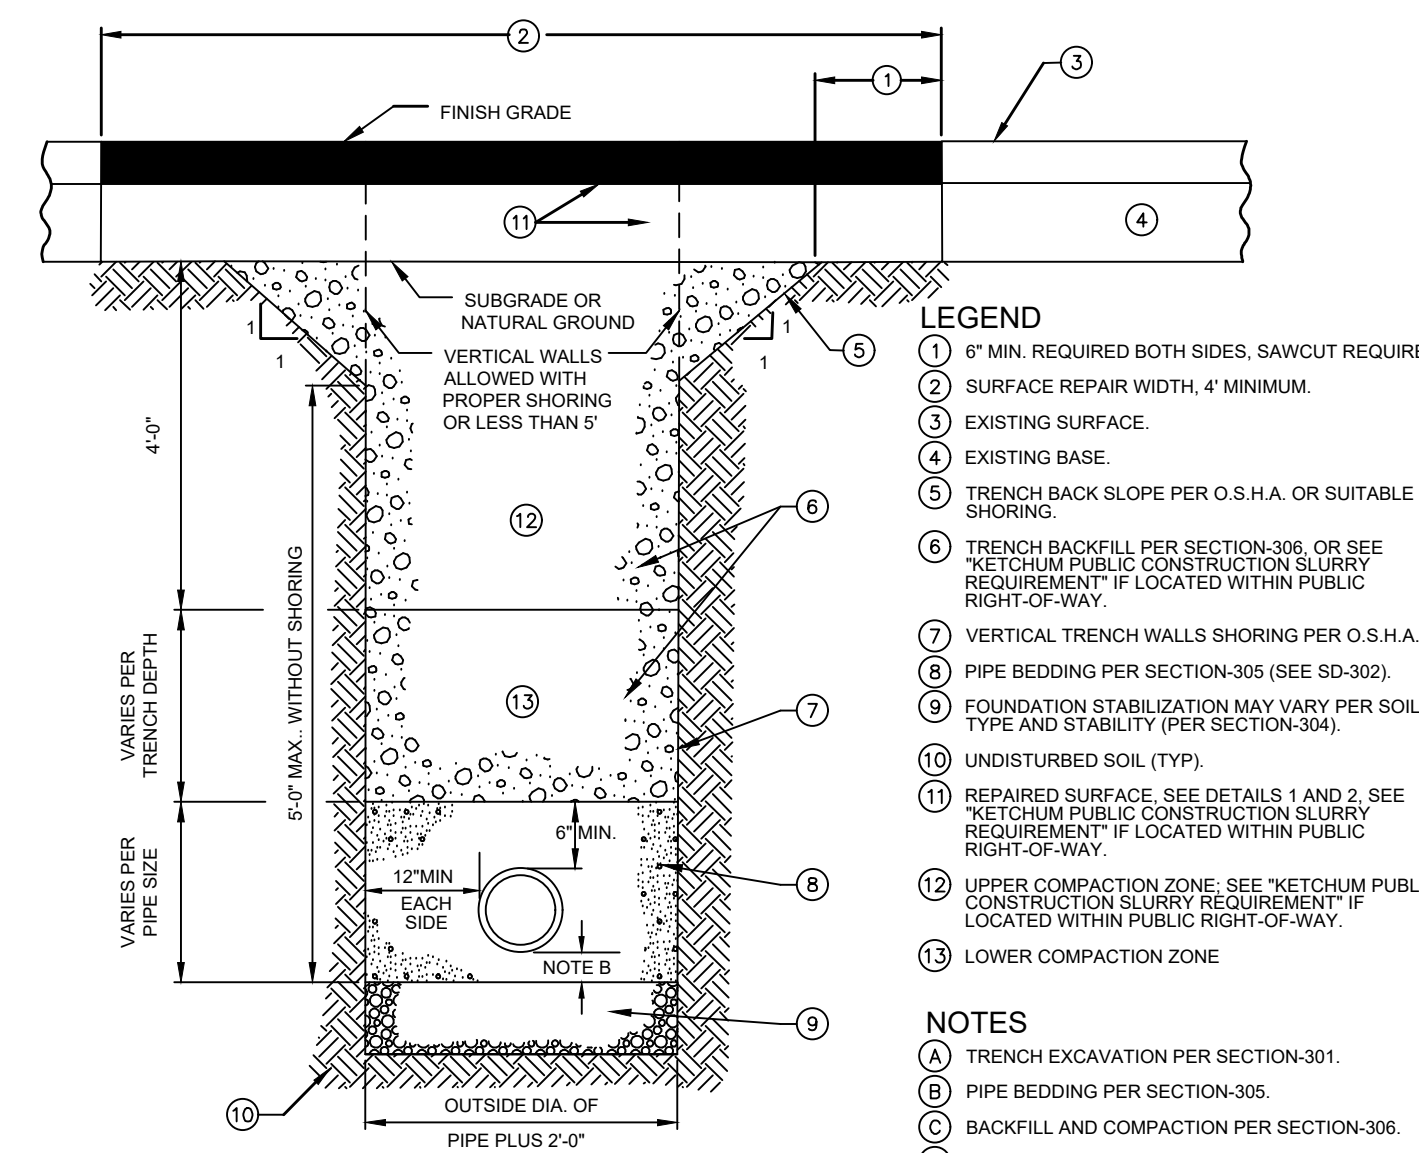 2
1
3
FINISH GRADE
11
4
SUBGRADE OR
NATURAL GROUND
1
1
1
1
5
VERTICAL WALLS
ALLOWED WITH
PROPER SHORING
OR LESS THAN 5'
4'-0"
12
6
5'-0" MAX.. WITHOUT SHORING
VARIES PER
TRENCH DEPTH
13
7
6" MIN.
VARIES PER
PIPE SIZE
12"MIN
EACH
SIDE
8
NOTE B
9
10
OUTSIDE DIA. OF
PIPE PLUS 2'-0"
LEGEND
1 6" MIN. REQUIRED BOTH SIDES, SAWCUT REQUIRE
2 SURFACE REPAIR WIDTH, 4' MINIMUM.
3 EXISTING SURFACE.
4 EXISTING BASE.
5 TRENCH BACK SLOPE PER O.S.H.A. OR SUITABLE
SHORING.
6 TRENCH BACKFILL PER SECTION-306, OR SEE
"KETCHUM PUBLIC CONSTRUCTION SLURRY
REQUIREMENT" IF LOCATED WITHIN PUBLIC
RIGHT-OF-WAY.
7 VERTICAL TRENCH WALLS SHORING PER O.S.H.A.
8 PIPE BEDDING PER SECTION-305 (SEE SD-302).
9 FOUNDATION STABILIZATION MAY VARY PER SOIL
TYPE AND STABILITY (PER SECTION-304).
10 UNDISTURBED SOIL (TYP).
11 REPAIRED SURFACE, SEE DETAILS 1 AND 2, SEE
"KETCHUM PUBLIC CONSTRUCTION SLURRY
REQUIREMENT" IF LOCATED WITHIN PUBLIC
RIGHT-OF-WAY.
12 UPPER COMPACTION ZONE; SEE "KETCHUM PUBL
CONSTRUCTION SLURRY REQUIREMENT" IF
LOCATED WITHIN PUBLIC RIGHT-OF-WAY.
13 LOWER COMPACTION ZONE
NOTES
A TRENCH EXCAVATION PER SECTION-301.
B PIPE BEDDING PER SECTION-305.
C BACKFILL AND COMPACTION PER SECTION-306.